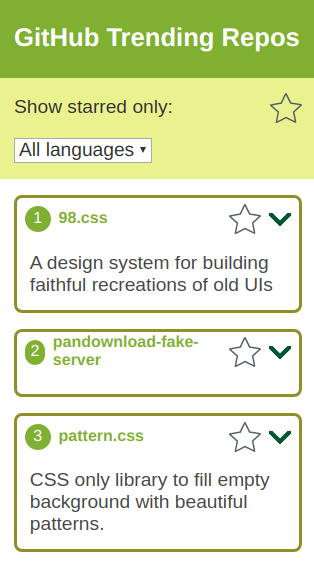 GitHub Trending Repos
Show starred only:
All languages
1 98.css
A design system for building
faithful recreations of old UIs
2 pandownload-fake-
server
3 pattern.css
CSS only library to fill empty
background with beautiful
patterns.